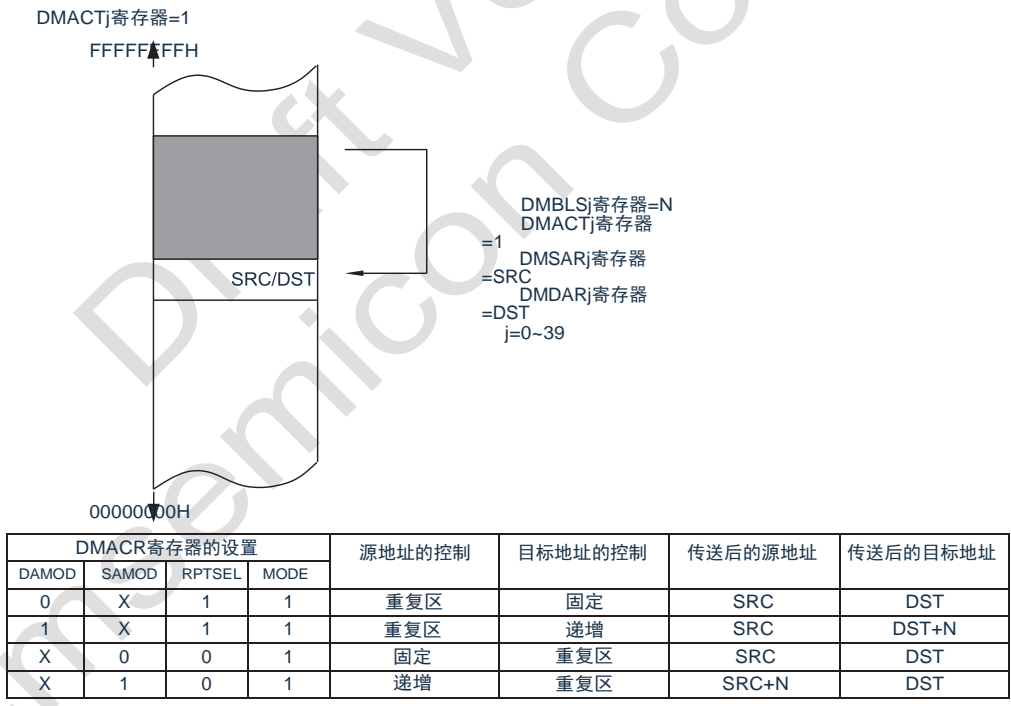 DMACTj寄存器=1
FFFFFFFFH
SRC/DST
DMBLSj寄存器=N
DMACTj寄存器
=1
DMSARj寄存器
=SRC
DMDARj寄存器
=DST
j=0~39
00000000H
DMACR寄存器的设置 源地址的控制 目标地址的控制 传送后的源地址 传送后的目标地址
DAMOD SAMOD RPTSEL MODE
0 X 1 1 重复区 固定 SRC DST
1 X 1 1 重复区 递增 SRC DST+N
X 0 0 1 固定 重复区 SRC DST
X 1 0 1 递增 重复区 SRC+N DST